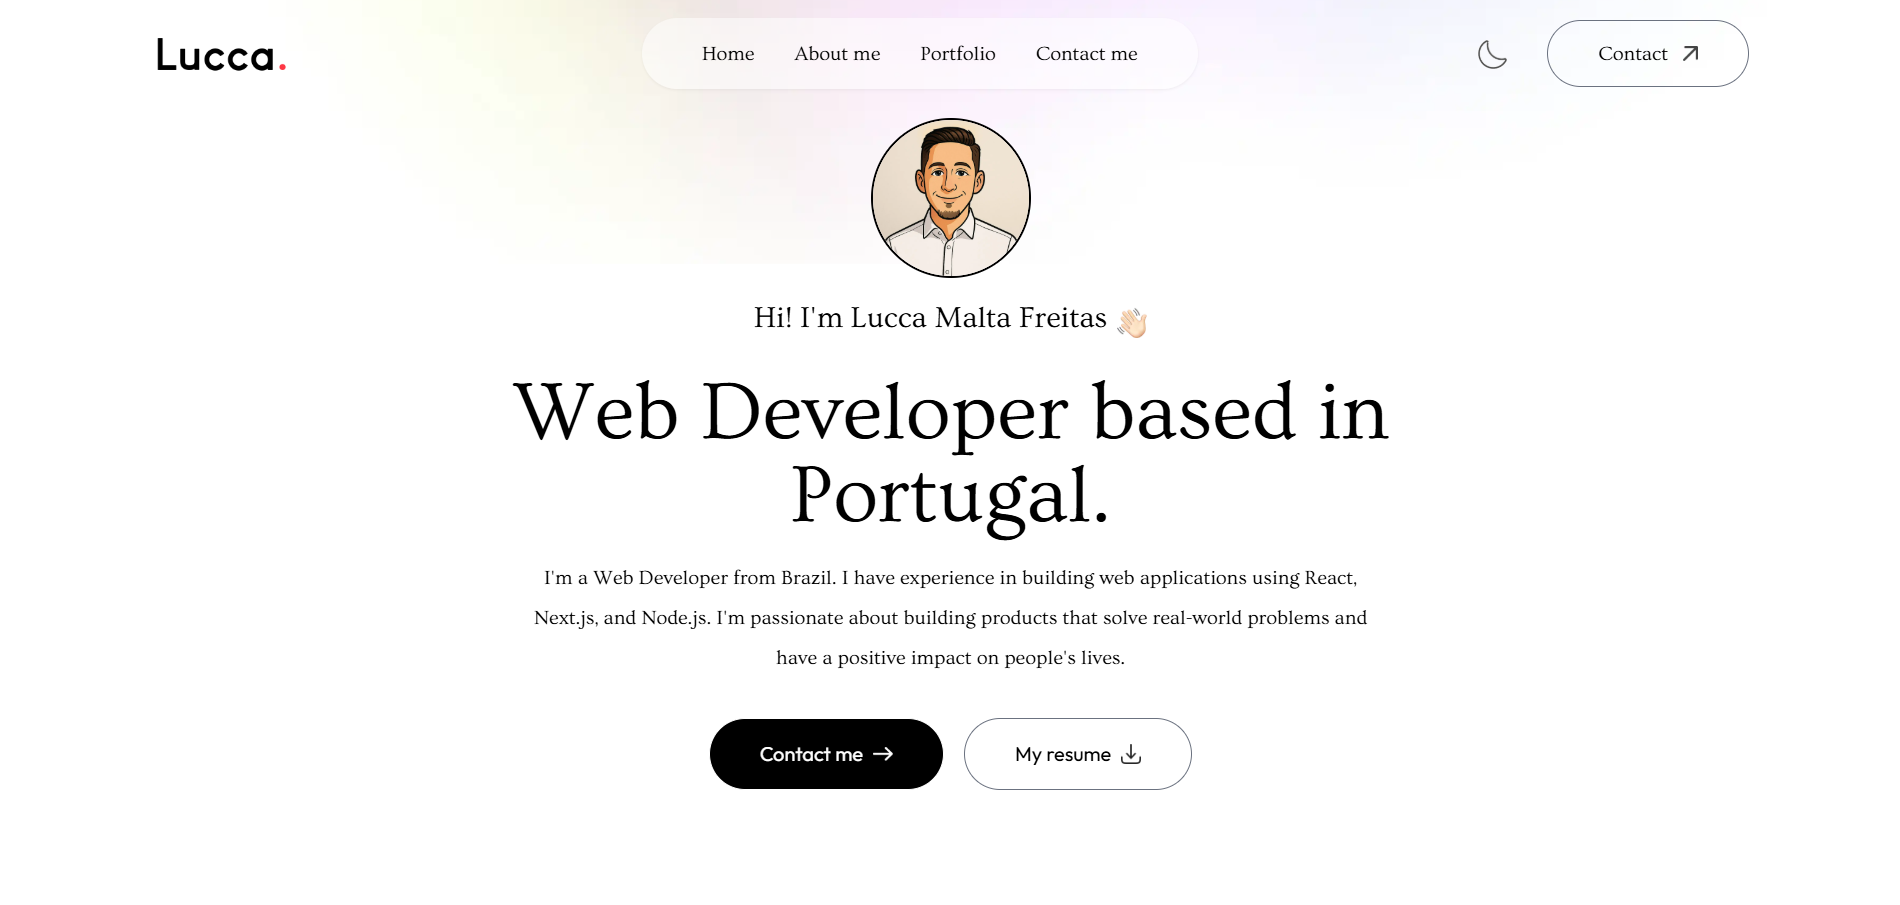 Lucca.
Home
About me
Portfolio
Contact me
Contact
Hi! I'm Lucca Malta Freitas 👋🏻
Web Developer based in
Portugal.
I'm a Web Developer from Brazil. I have experience in building web applications using React,
Next.js, and Node.js. I'm passionate about building products that solve real-world problems and
have a positive impact on people's lives.
Contact me
My resume